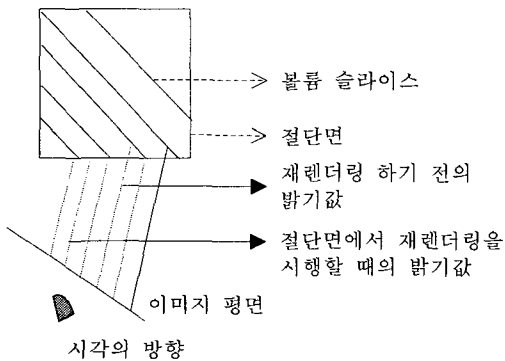 볼륨 슬라이스
절단면
재렌더링 하기 전의
밝기값
절단면에서 재렌더링을
시행할 때의 밝기값
이미지 평면
시각의 방향